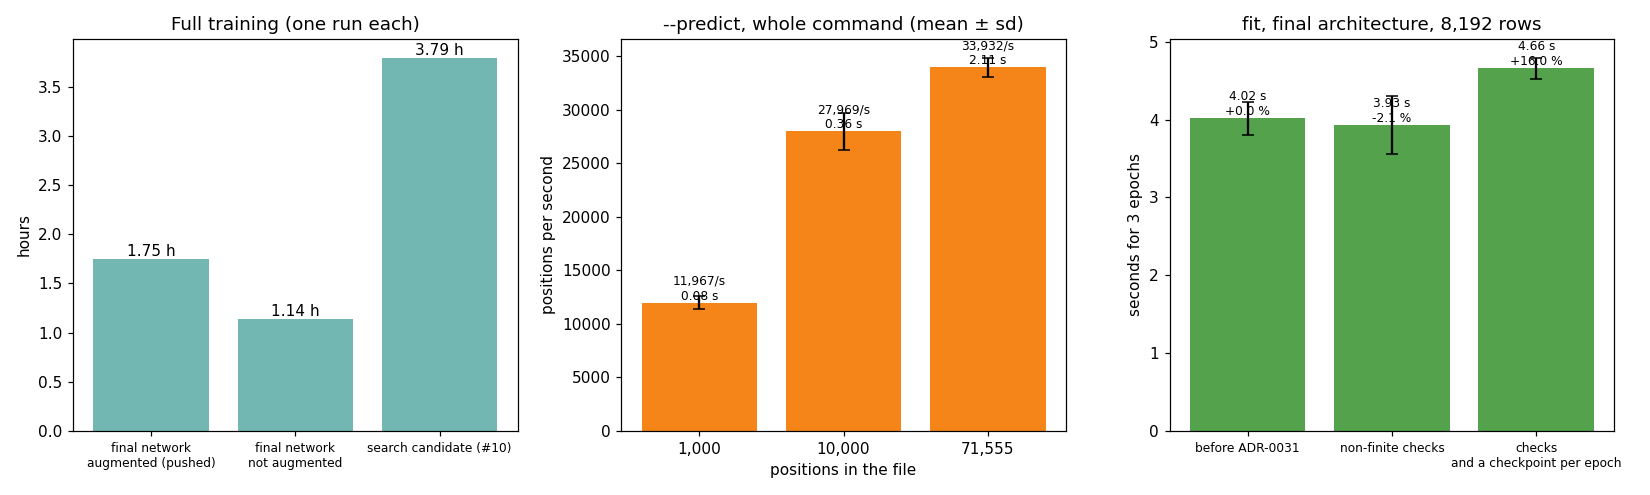 Full training (one run each)
hours
3.5
3.0
2.5
2.0
1.5
1.0
0.5
0.0
1.75 h
1.14 h
3.79 h
final network
augmented (pushed)
final network
not augmented
search candidate (#10)
--predict, whole command (mean ± sd)
positions per second
35000
30000
25000
20000
15000
10000
5000
0
11,967/s
0.08 s
27,969/s
0.36 s
33,932/s
2.11 s
1,000
10,000
71,555
positions in the file
fit, final architecture, 8,192 rows
seconds for 3 epochs
5
4
3
2
1
0
4.02 s
+0.0 %
3.93 s
-2.1 %
4.66 s
+16.0 %
before ADR-0031
non-finite checks
checks
and a checkpoint per epoch